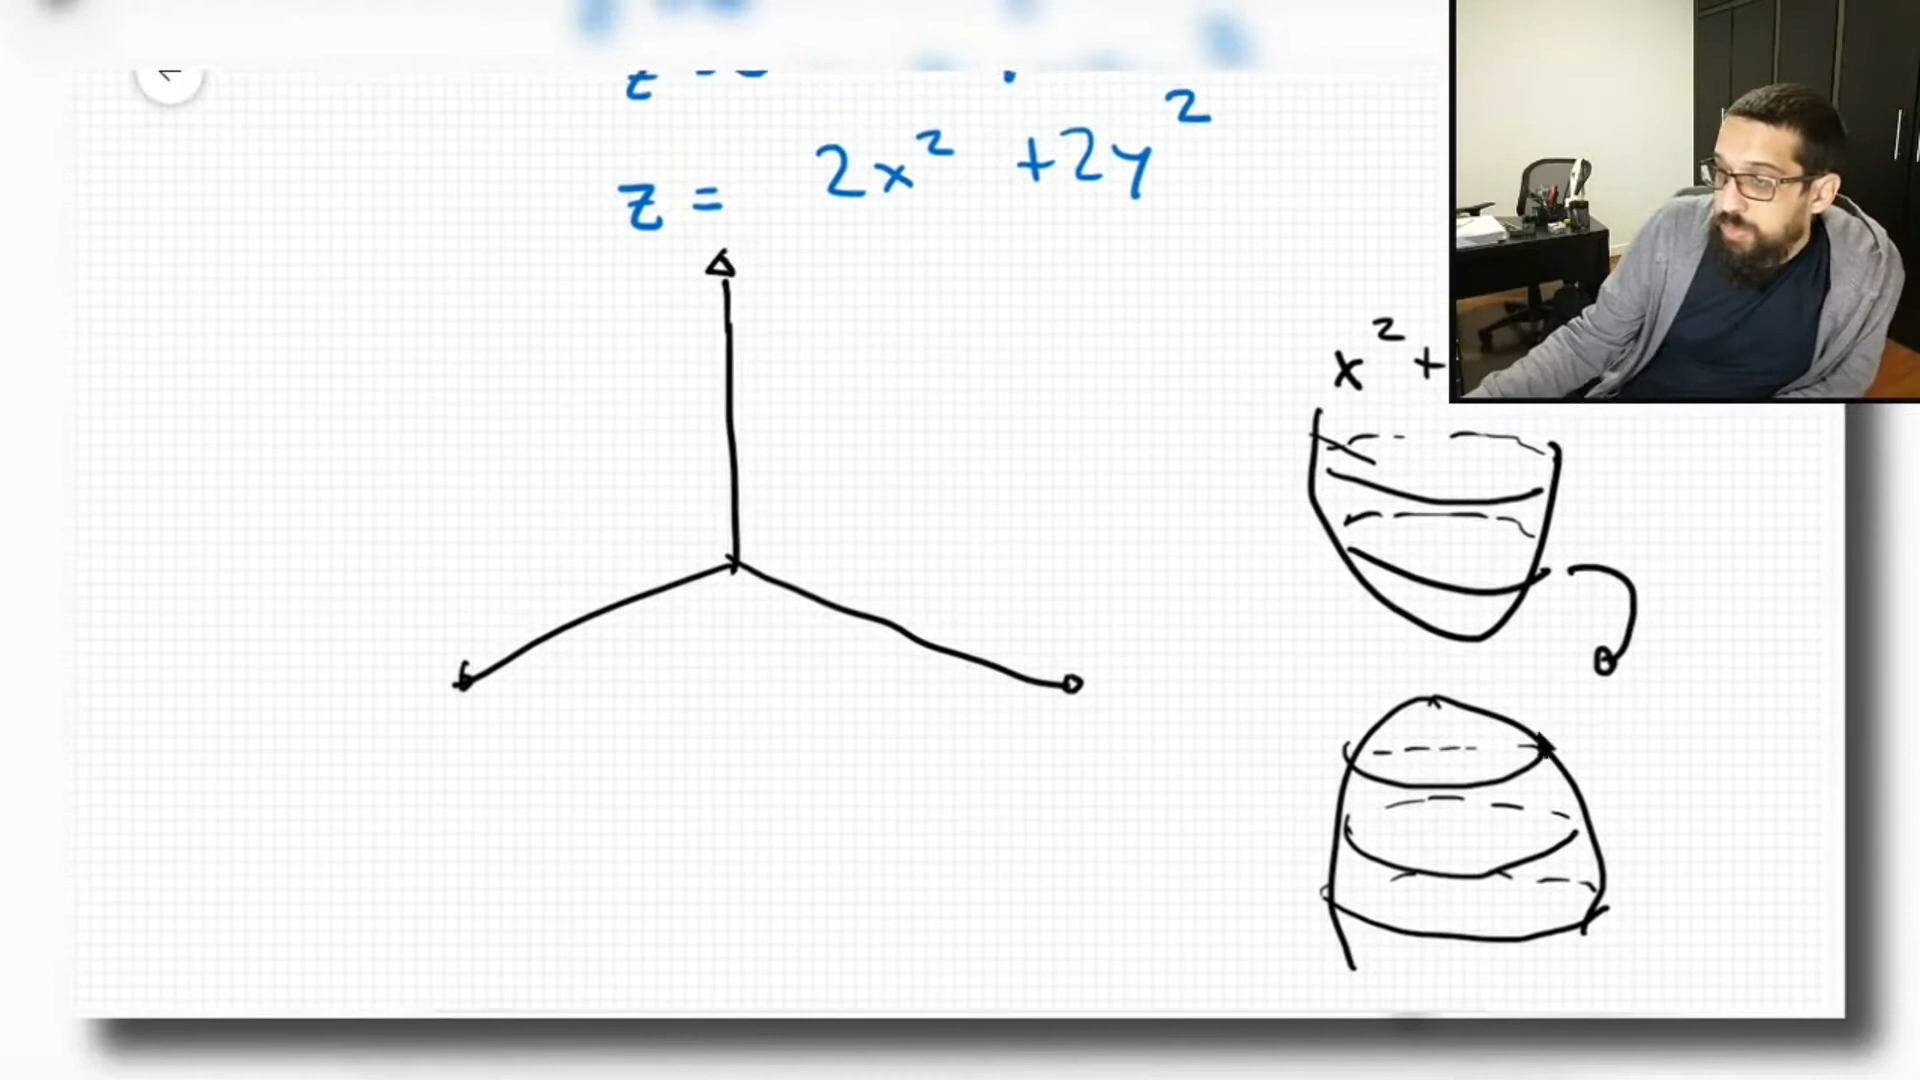 z =
z = 2x² + 2y²
x² +